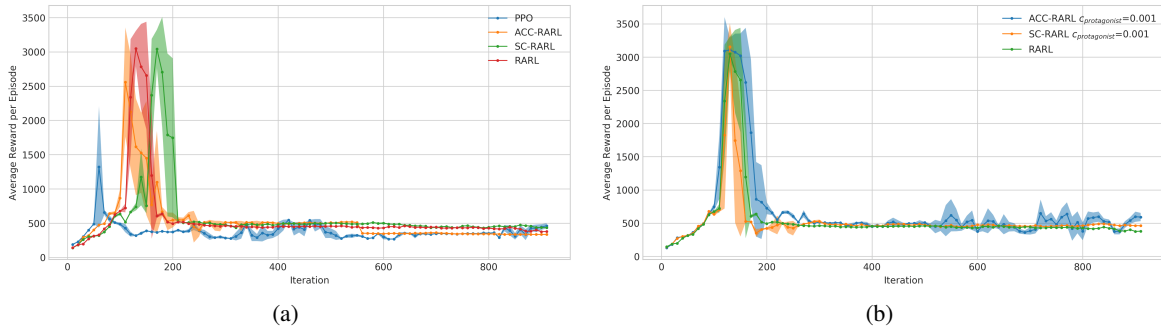 3500
3000
2500
2000
1500
1000
500
0
Average Reward per Episode
0 200 400 600 800
Iteration
PPO
ACC-RARL
SC-RARL
RARL
(a)
3500
3000
2500
2000
1500
1000
500
0
Average Reward per Episode
0 200 400 600 800
Iteration
ACC-RARL c_protagonist=0.001
SC-RARL c_protagonist=0.001
RARL
(b)